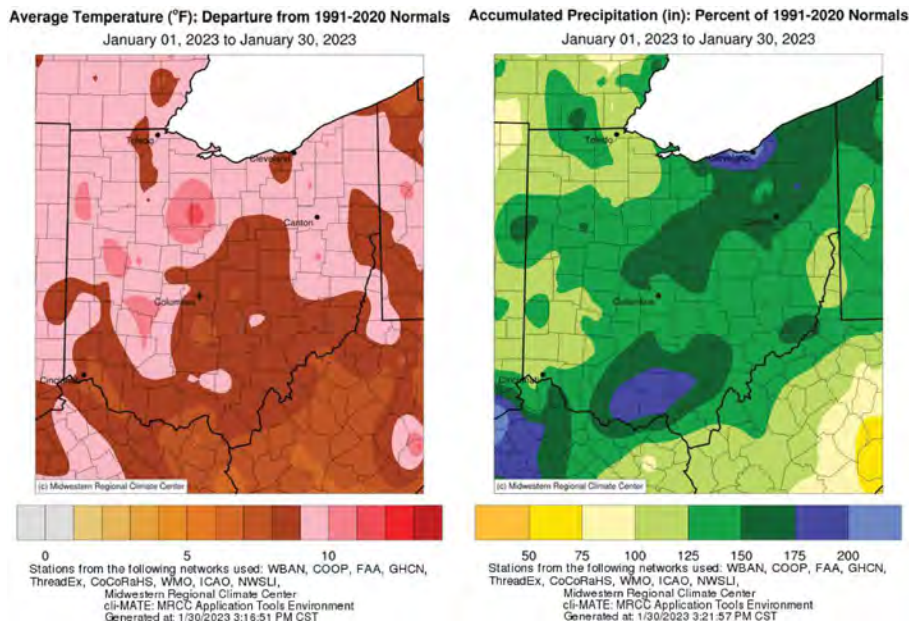 Average Temperature (°F): Departure from 1991-2020 Normals
January 01, 2023 to January 30, 2023
Toledo
Cleveland
Canton
Columbus
Cincinnati
(c) Midwestern Regional Climate Center
0 5 10
Stations from the following networks used: WBAN, COOP, FAA, GHCN,
ThreadEx, CoCoRaHS, WMO, ICAO, NWSLI,
Midwestern Regional Climate Center
cli-MATE: MRCC Application Tools Environment
Generated at: 1/30/2023 3:16:51 PM CST
Accumulated Precipitation (in): Percent of 1991-2020 Normals
January 01, 2023 to January 30, 2023
Toledo
Cleveland
Canton
Columbus
Cincinnati
(c) Midwestern Regional Climate Center
50 75 100 125 150 175 200
Stations from the following networks used: WBAN, COOP, FAA, GHCN,
ThreadEx, CoCoRaHS, WMO, ICAO, NWSLI,
Midwestern Regional Climate Center
cli-MATE: MRCC Application Tools Environment
Generated at: 1/30/2023 3:21:57 PM CST